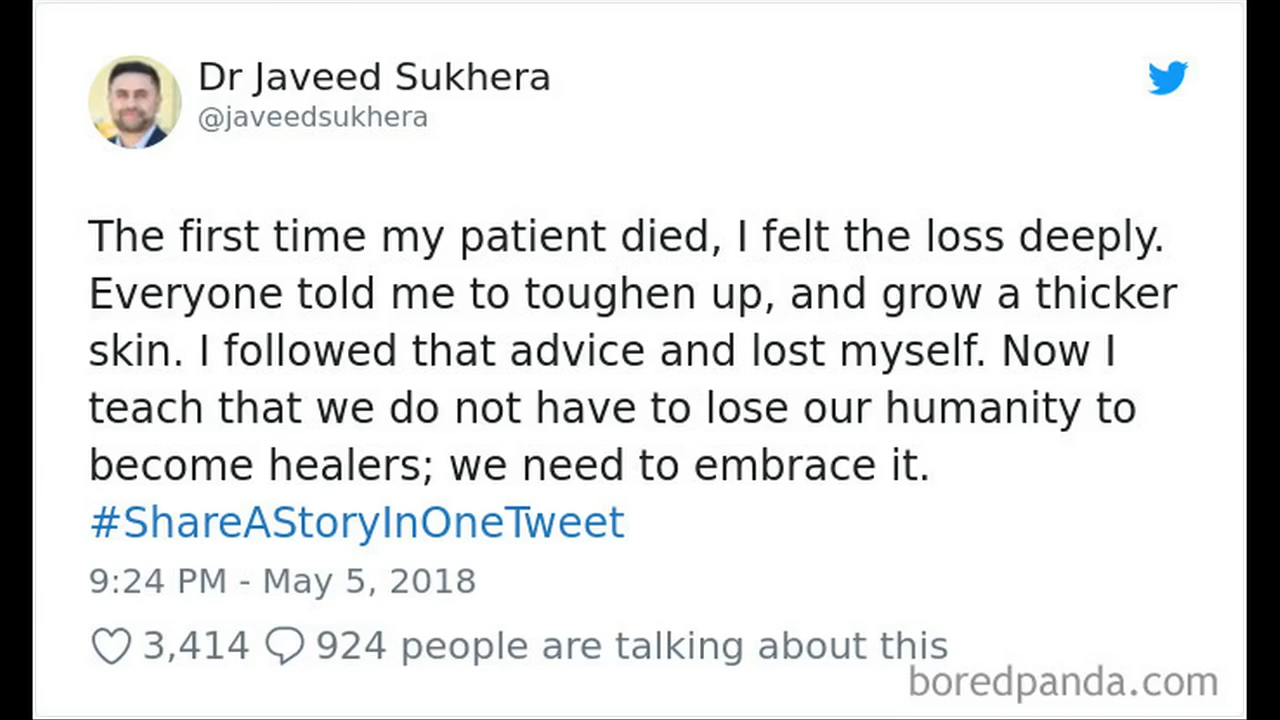 Dr Javeed Sukhera
@javeedsukhera
The first time my patient died, I felt the loss deeply.
Everyone told me to toughen up, and grow a thicker
skin. I followed that advice and lost myself. Now I
teach that we do not have to lose our humanity to
become healers; we need to embrace it.
#ShareAStoryInOneTweet
9:24 PM - May 5, 2018
3,414 924 people are talking about this
boredpanda.com